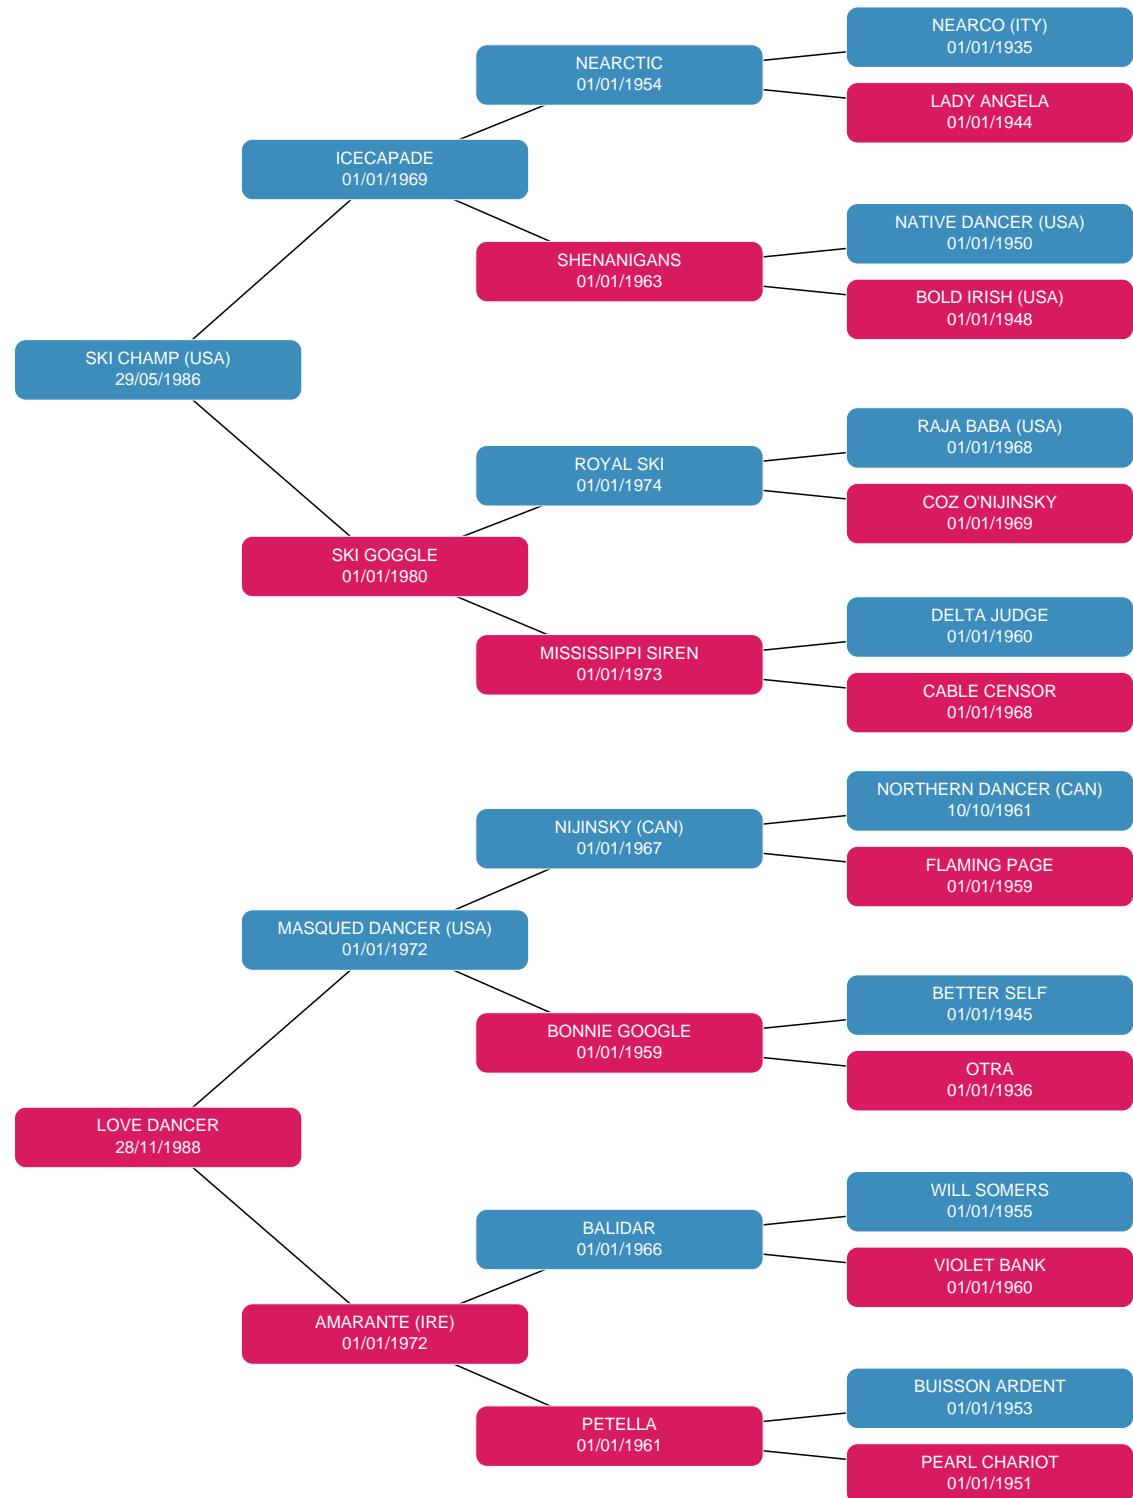 NEARCO (ITY)
01/01/1935
NEARCTIC
01/01/1954
LADY ANGELA
01/01/1944
ICECAPADE
01/01/1969
NATIVE DANCER (USA)
01/01/1950
SHENANIGANS
01/01/1963
BOLD IRISH (USA)
01/01/1948
SKI CHAMP (USA)
29/05/1986
RAJA BABA (USA)
01/01/1968
ROYAL SKI
01/01/1974
COZ O'NIJINSKY
01/01/1969
SKI GOGGLE
01/01/1980
DELTA JUDGE
01/01/1960
MISSISSIPPI SIREN
01/01/1973
CABLE CENSOR
01/01/1968
NORTHERN DANCER (CAN)
10/10/1961
NIJINSKY (CAN)
01/01/1967
FLAMING PAGE
01/01/1959
MASQUED DANCER (USA)
01/01/1972
BETTER SELF
01/01/1945
BONNIE GOOGLE
01/01/1959
OTRA
01/01/1936
LOVE DANCER
28/11/1988
WILL SOMERS
01/01/1955
BALIDAR
01/01/1966
VIOLET BANK
01/01/1960
AMARANTE (IRE)
01/01/1972
BUISSON ARDENT
01/01/1953
PETELLA
01/01/1961
PEARL CHARIOT
01/01/1951